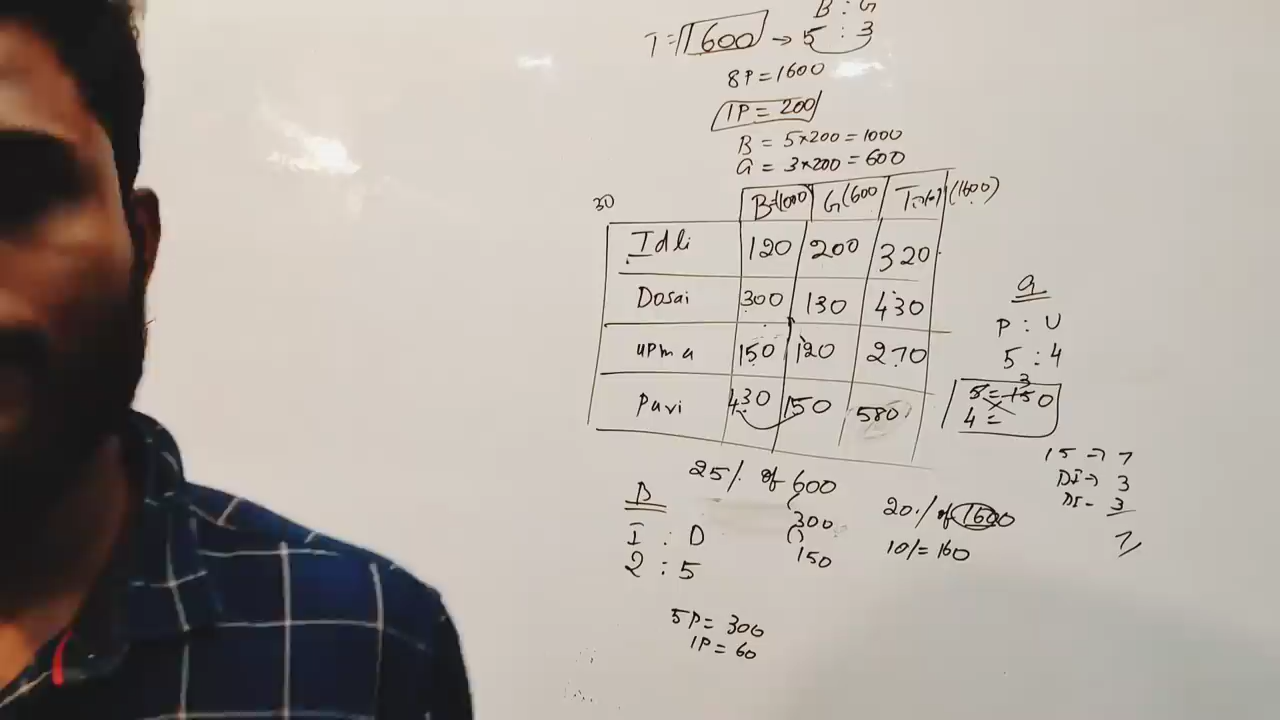 B : G
T = 1600 → 5 : 3
8P = 1600
1P = 200
B = 5×200 = 1000
G = 3×200 = 600
30
B=(1000) G(600 (1600)
Idli 120 200 320
Dosai 300 130 430
upma 150 120 270
Puri 430 150 580
G
P : U
5 : 4
3
5 = 150
4 =
15 → 7
DI → 3
DI - 3
7
25% of 600
300
150
B
I : D
2 : 5
5P = 300
1P = 60
20% of 1600
10% = 160